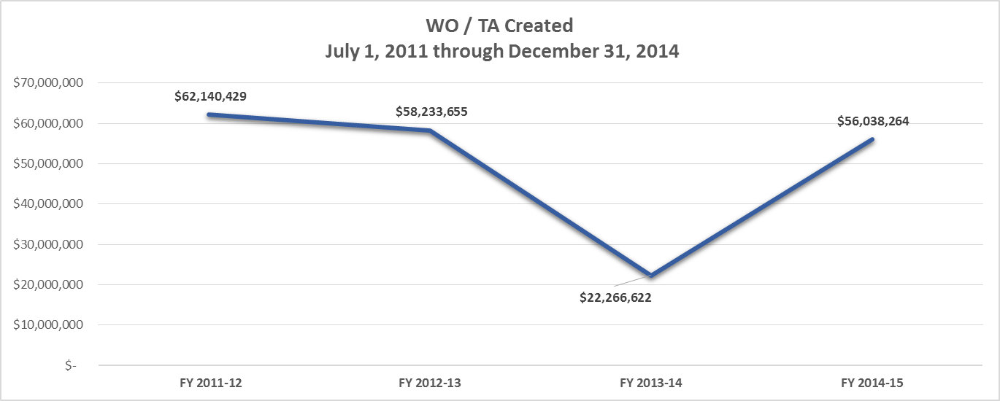 WO / TA Created
July 1, 2011 through December 31, 2014
$70,000,000
$60,000,000
$50,000,000
$40,000,000
$30,000,000
$20,000,000
$10,000,000
$-
$62,140,429
$58,233,655
$22,266,622
$56,038,264
FY 2011-12
FY 2012-13
FY 2013-14
FY 2014-15